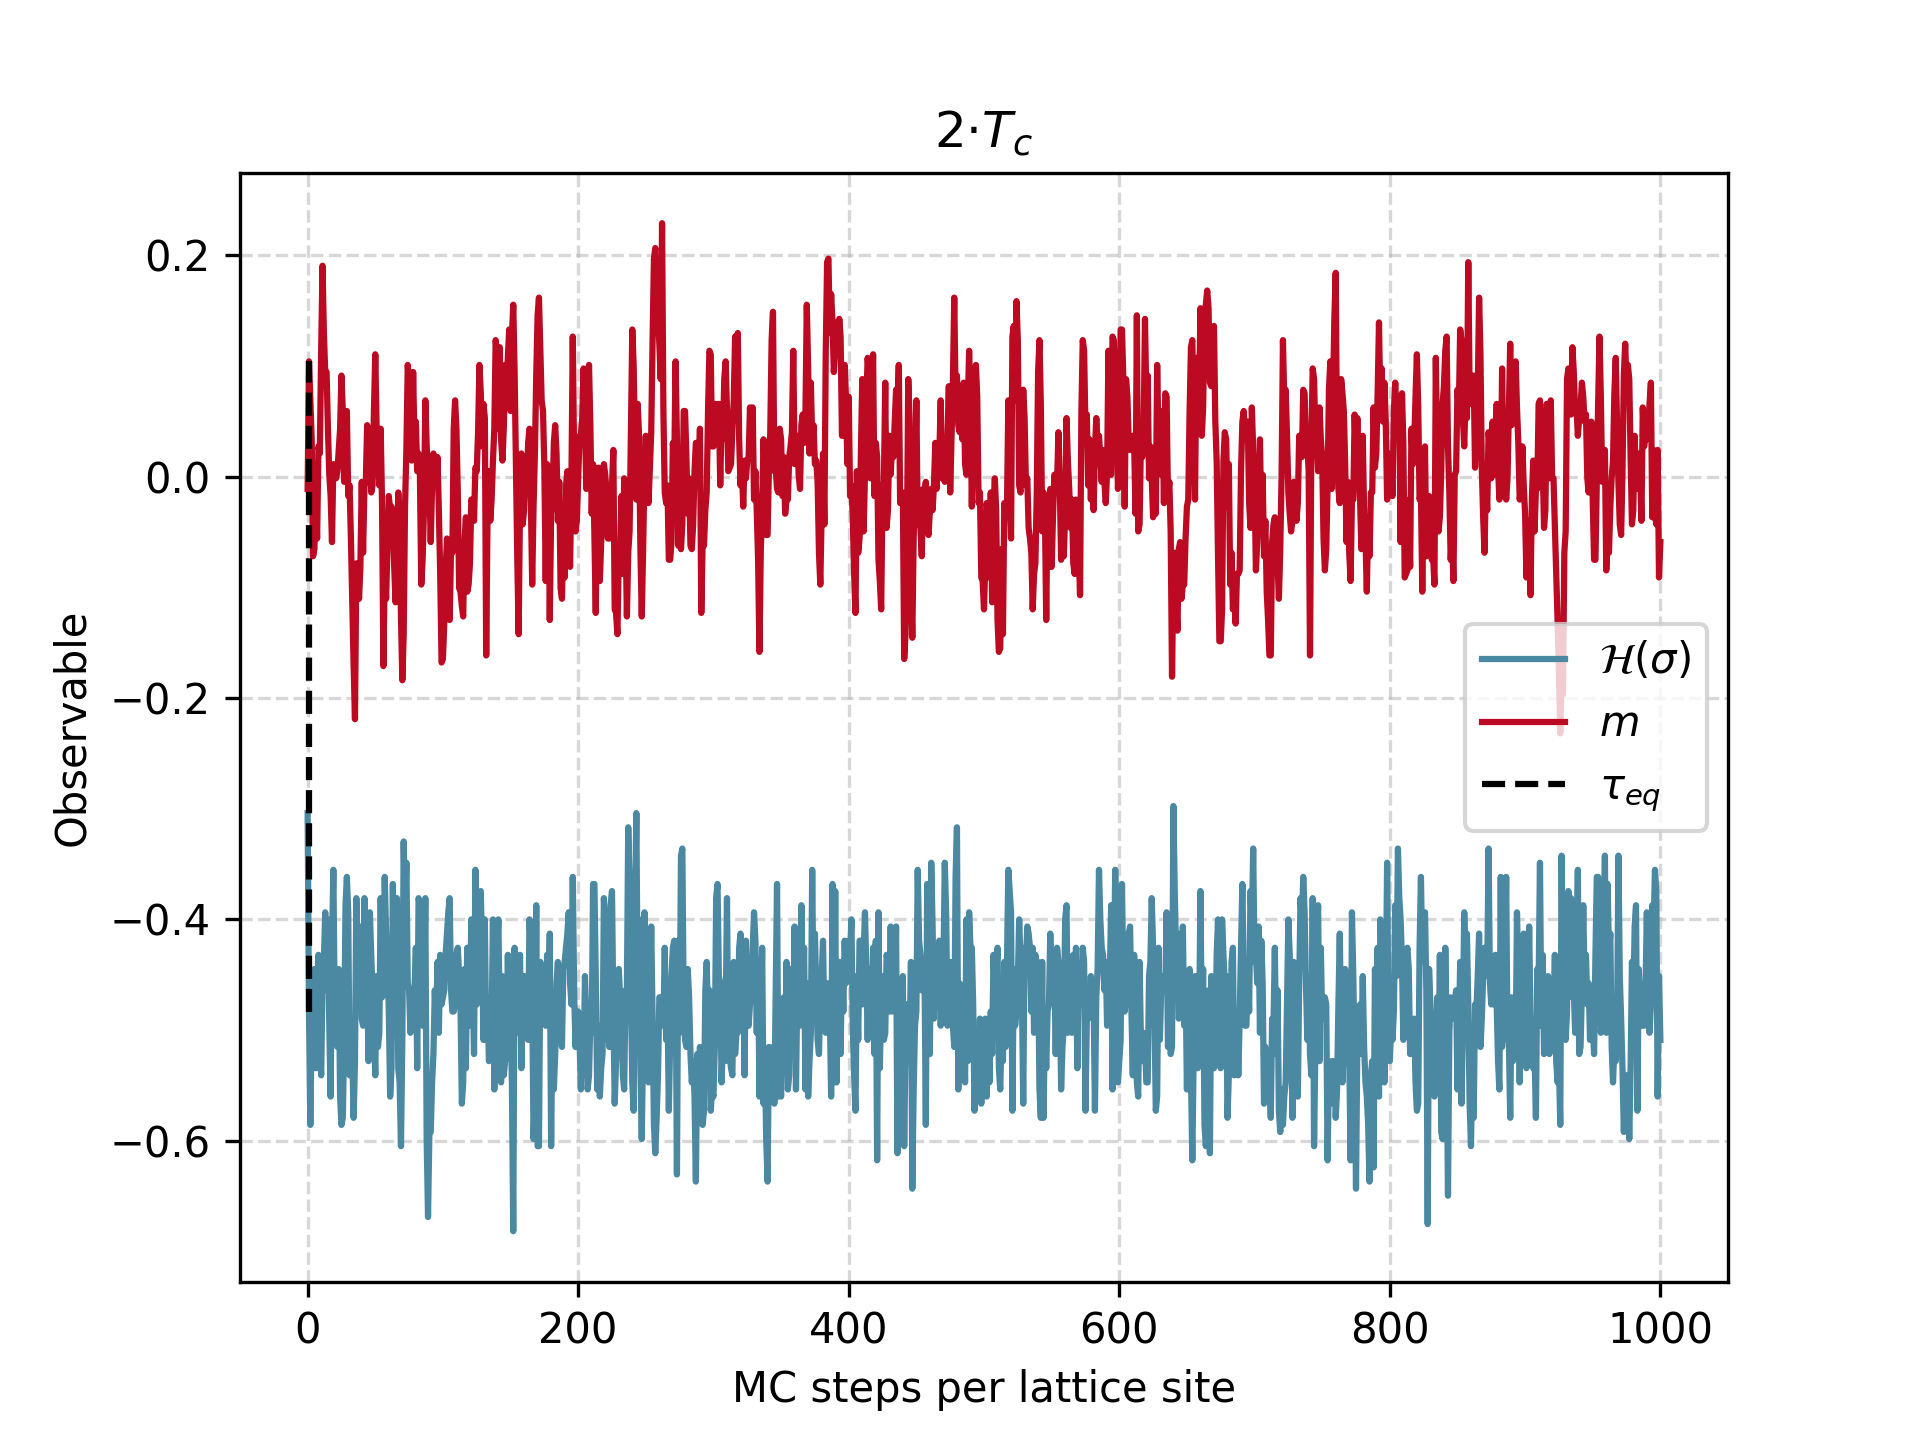 2·T_c
Observable
0.2
0.0
−0.2
−0.4
−0.6
ℋ(σ)
m
τ_eq
0 200 400 600 800 1000
MC steps per lattice site